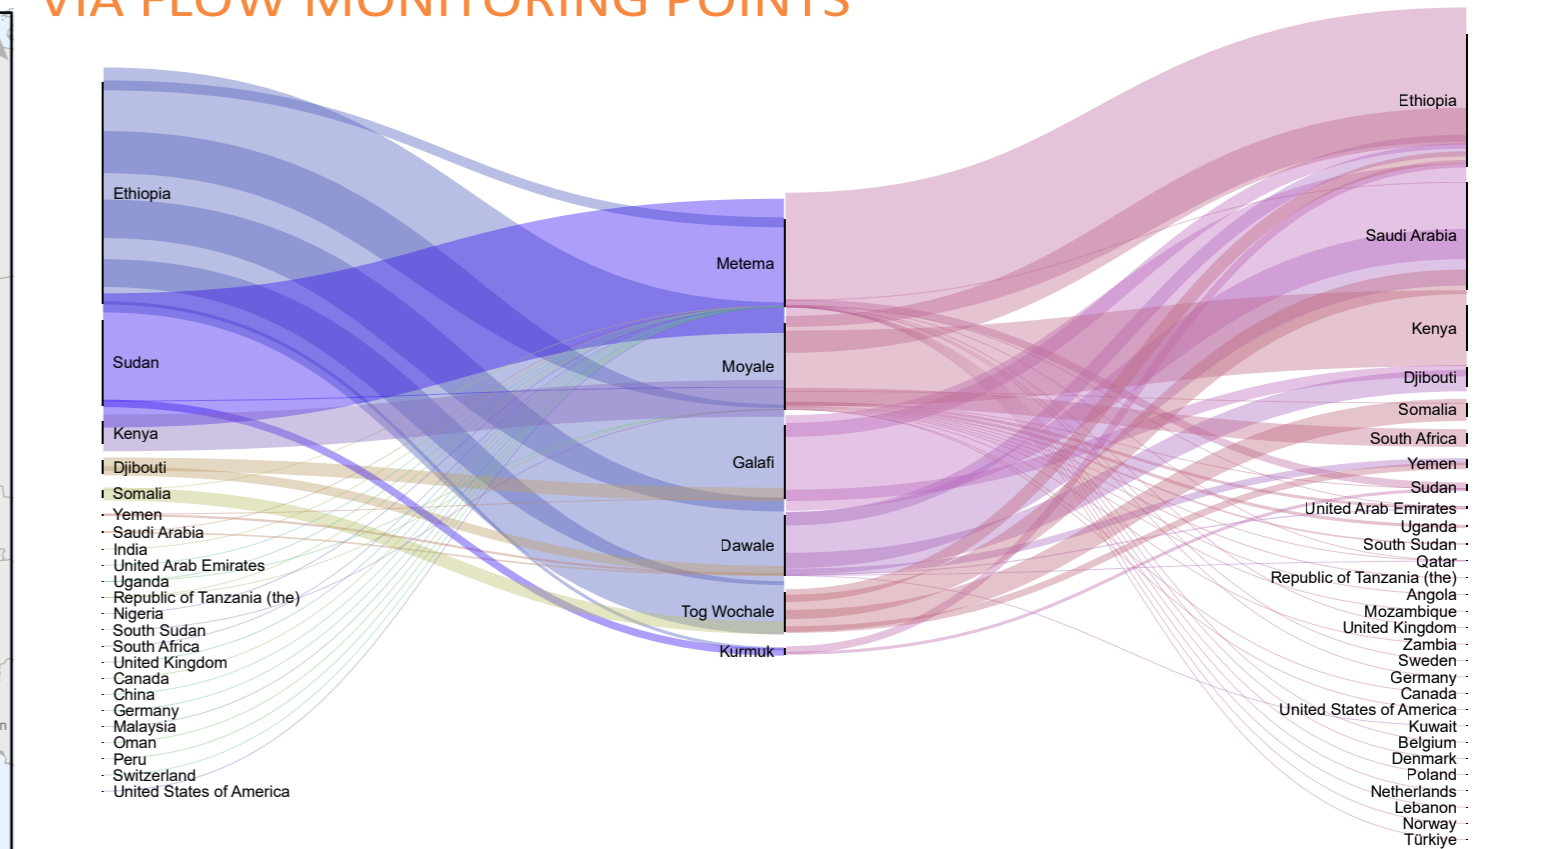 VIA FLOW MONITORING POINTS
Ethiopia
Sudan
Kenya
Djibouti
Somalia
Yemen
Saudi Arabia
India
United Arab Emirates
Uganda
Republic of Tanzania (the)
Nigeria
South Sudan
South Africa
United Kingdom
Canada
China
Germany
Malaysia
Oman
Peru
Switzerland
United States of America
Metema
Moyale
Galafi
Dawale
Tog Wochale
Kurmuk
Ethiopia
Saudi Arabia
Kenya
Djibouti
Somalia
South Africa
Yemen
Sudan
United Arab Emirates
Uganda
South Sudan
Qatar
Republic of Tanzania (the)
Angola
Mozambique
United Kingdom
Zambia
Sweden
Germany
Canada
United States of America
Kuwait
Belgium
Denmark
Poland
Netherlands
Lebanon
Norway
Türkiye